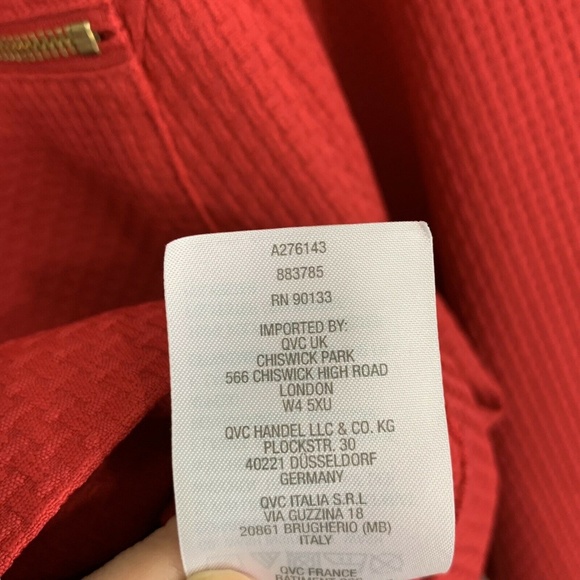 A276143
883785
RN 90133
IMPORTED BY:
QVC UK
CHISWICK PARK
566 CHISWICK HIGH ROAD
LONDON
W4 5XU
QVC HANDEL LLC & CO. KG
PLOCKSTR. 30
40221 DÜSSELDORF
GERMANY
QVC ITALIA S.R.L
VIA GUZZINA 18
20861 BRUGHERIO (MB)
ITALY
QVC FRANCE